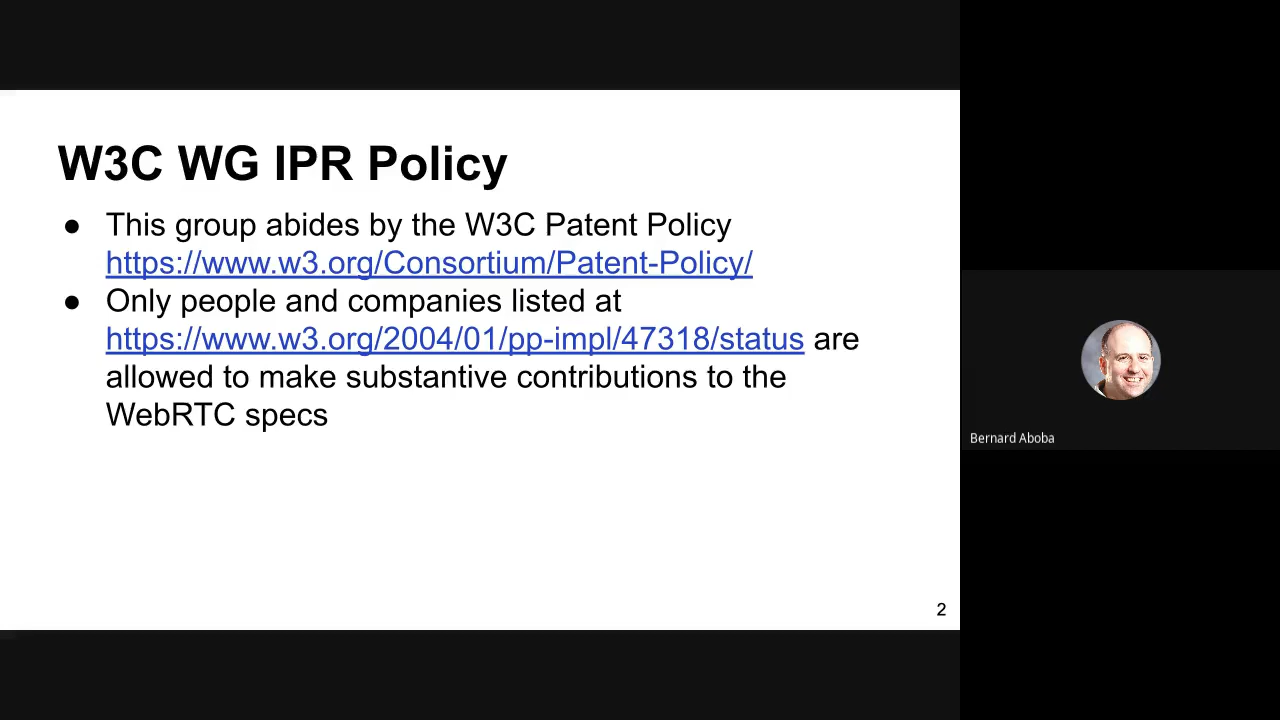 W3C WG IPR Policy
● This group abides by the W3C Patent Policy
https://www.w3.org/Consortium/Patent-Policy/
● Only people and companies listed at
https://www.w3.org/2004/01/pp-impl/47318/status are
allowed to make substantive contributions to the
WebRTC specs
2
Bernard Aboba